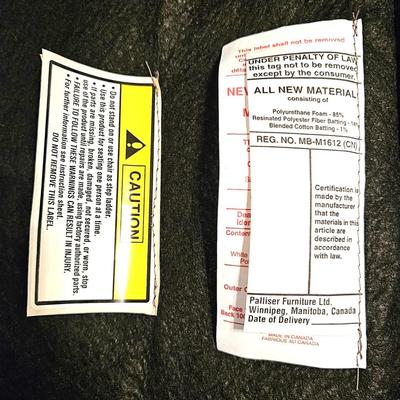 CAUTION
• Do not stand on or use chair as step ladder.
• Use this product for seating one person at a time.
• If parts are missing, broken, damaged, not secured, or worn, stop
use of the product until repairs are made, using factory authorized parts.
• FAILURE TO FOLLOW THESE WARNINGS CAN RESULT IN INJURY.
• For further information see instruction sheet.
DO NOT REMOVE THIS LABEL.
This label shall not be removed
UNDER PENALTY OF LAW
this tag not to be removed
except by the consumer.
ALL NEW MATERIAL
consisting of
Polyurethane Foam - 85%
Resinated Polyester Fiber Batting - 14%
Blended Cotton Batting - 1%
REG. NO. MB-M1612 (CN)
Certification is
made by the
manufacturer
that the
materials in this
article are
described in
accordance
with law.
Palliser Furniture Ltd.
Winnipeg, Manitoba, Canada
Date of Delivery
MADE IN CANADA
FABRIQUE AU CANADA